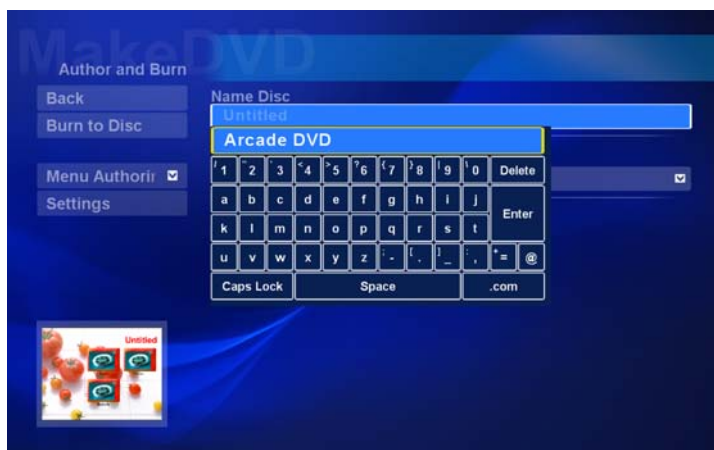 MakeDVD
Author and Burn
Back
Burn to Disc
Menu Authorir
Settings
Name Disc
Untitled
Arcade DVD
1 2 3 < 4 > 5 ? 6 { 7 } 8 | 9 \ 0 Delete
a b c d e f g h i j Enter
k l m n o p q r s t
u v w x y z ; - [ . ] _ , + = @
Caps Lock Space .com
Untitled